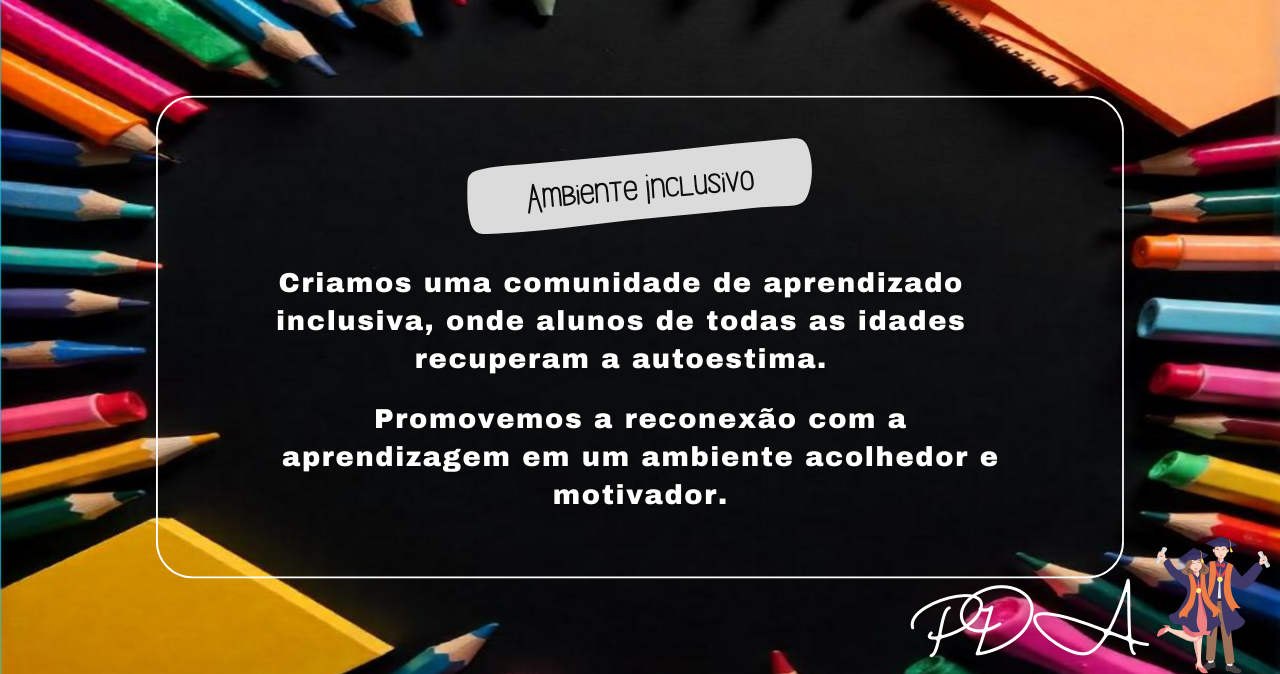 Ambiente inclusivo
Criamos uma comunidade de aprendizado
inclusiva, onde alunos de todas as idades
recuperam a autoestima.
Promovemos a reconexão com a
aprendizagem em um ambiente acolhedor e
motivador.
PDA